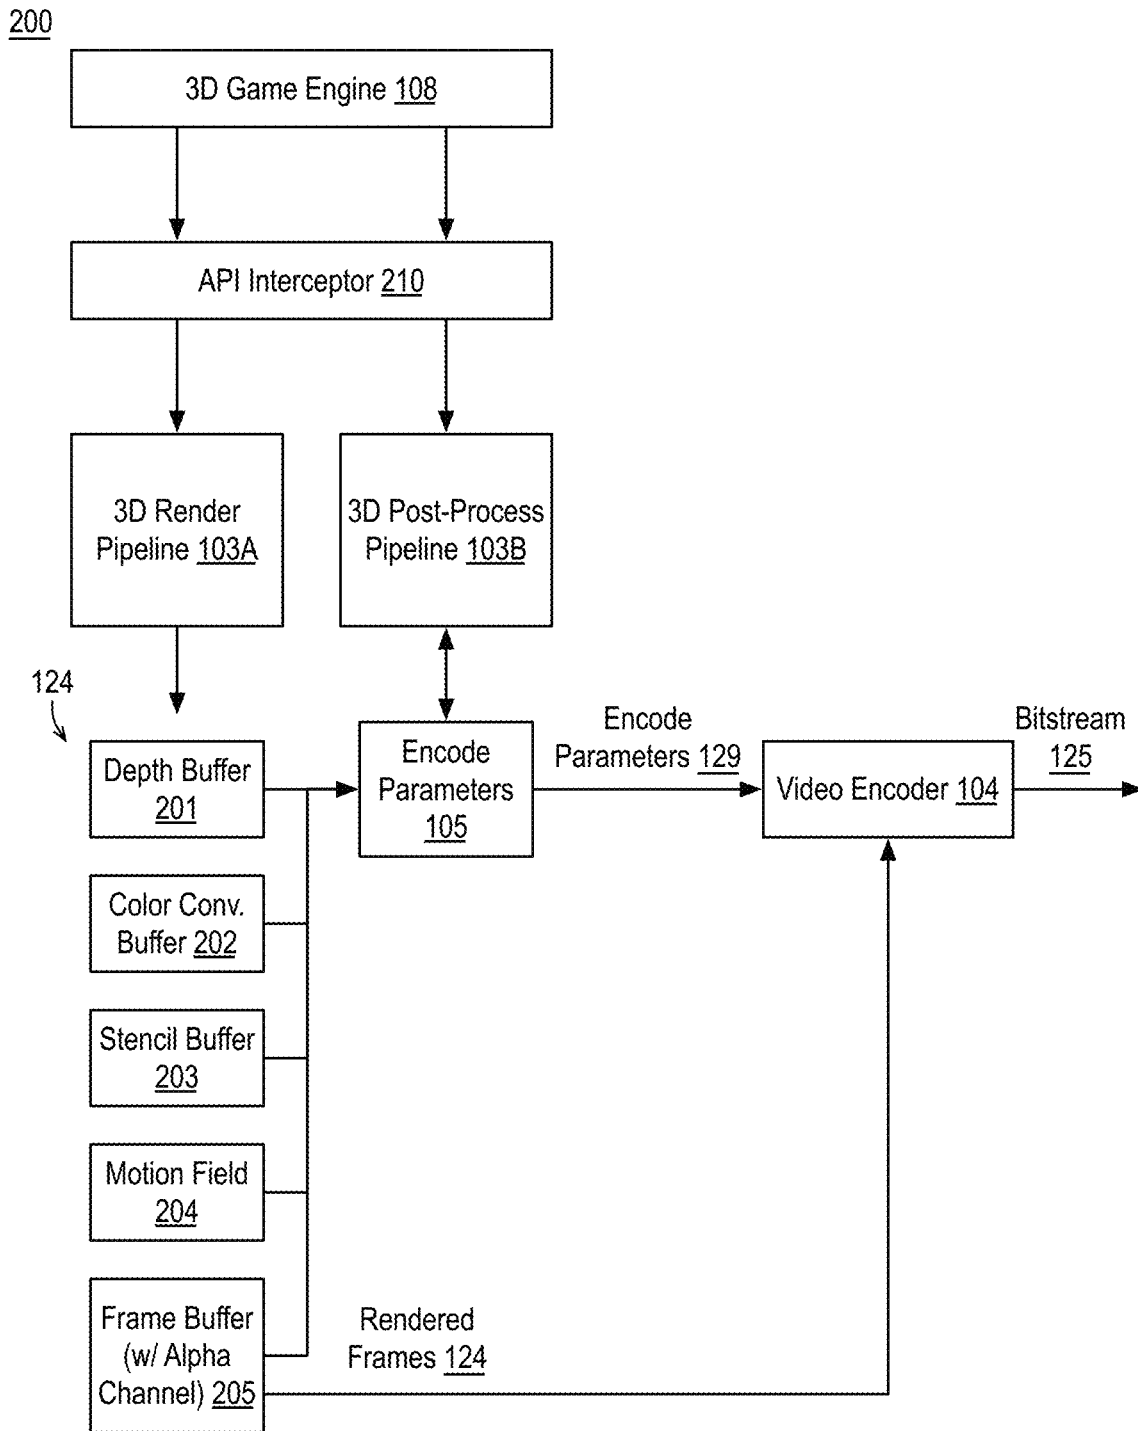 200
3D Game Engine 108
API Interceptor 210
3D Render
Pipeline 103A
3D Post-Process
Pipeline 103B
124
Depth Buffer
201
Encode
Parameters
105
Encode
Parameters 129
Video Encoder 104
Bitstream
125
Color Conv.
Buffer 202
Stencil Buffer
203
Motion Field
204
Frame Buffer
(w/ Alpha
Channel) 205
Rendered
Frames 124